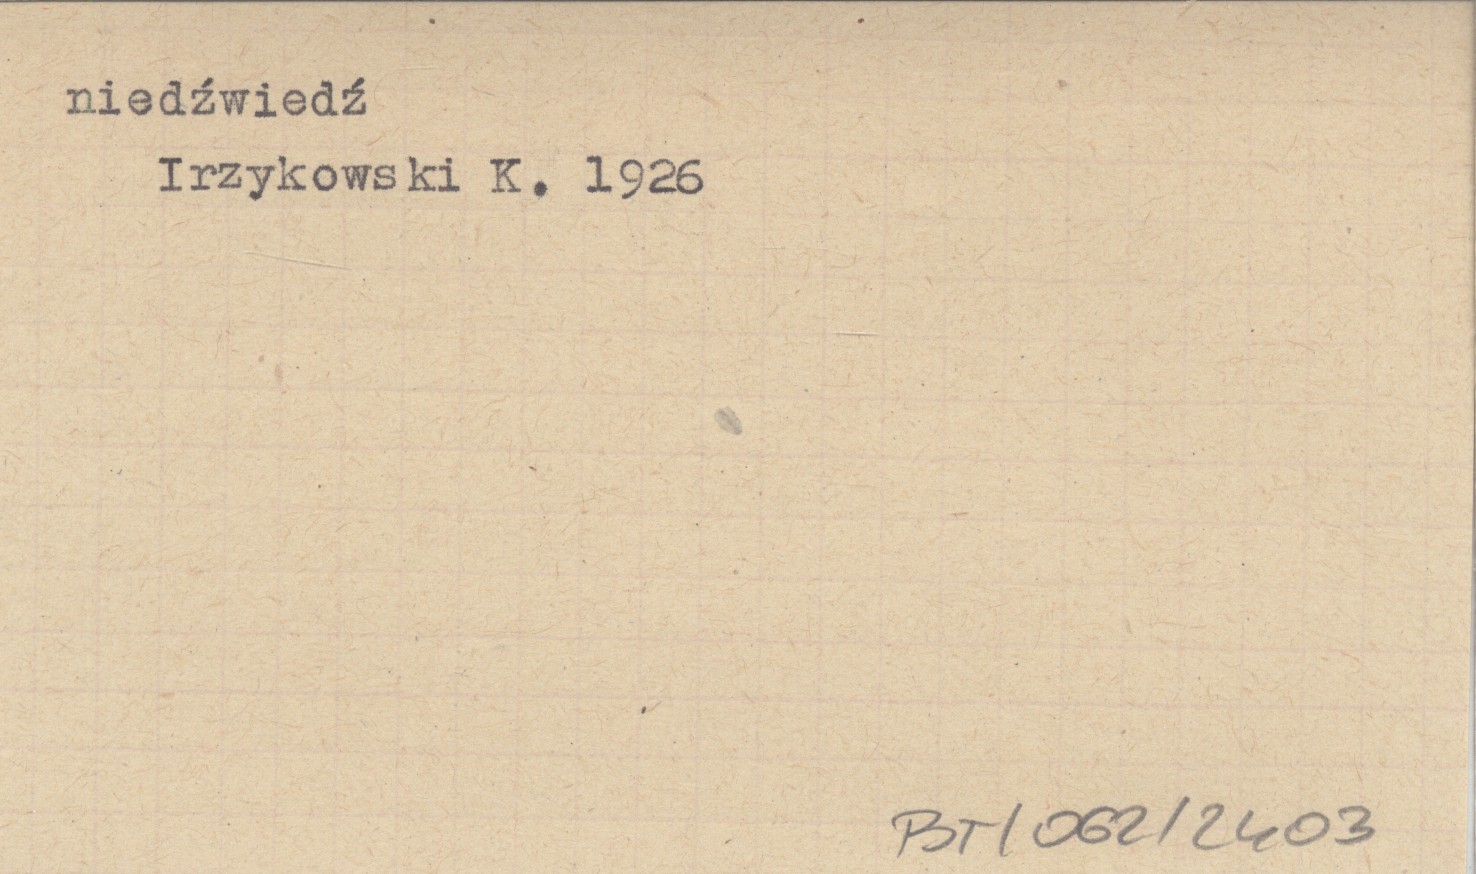 niedźwiedź
Irzykowski K. 1926
BT/062/2403